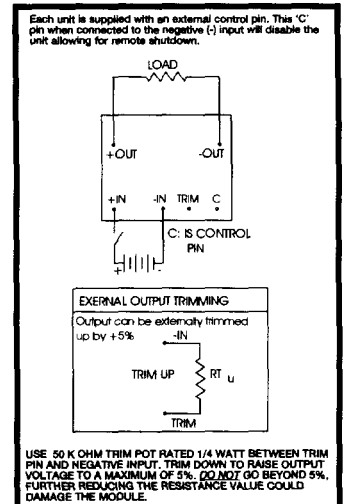 Each unit is supplied with an external control pin. This 'C'
pin when connected to the negative (-) input will disable the
unit allowing for remote shutdown.
LOAD
+OUT -OUT
+IN -IN TRIM C
C: IS CONTROL
PIN
+ -
EXERNAL OUTPUT TRIMMING
Output can be externally trimmed
up by +5%
-IN
TRIM UP RT u
TRIM
USE 50 K OHM TRIM POT RATED 1/4 WATT BETWEEN TRIM
PIN AND NEGATIVE INPUT. TRIM DOWN TO RAISE OUTPUT
VOLTAGE TO A MAXIMUM OF 5%. DO NOT GO BEYOND 5%,
FURTHER REDUCING THE RESISTANCE VALUE COULD
DAMAGE THE MODULE.